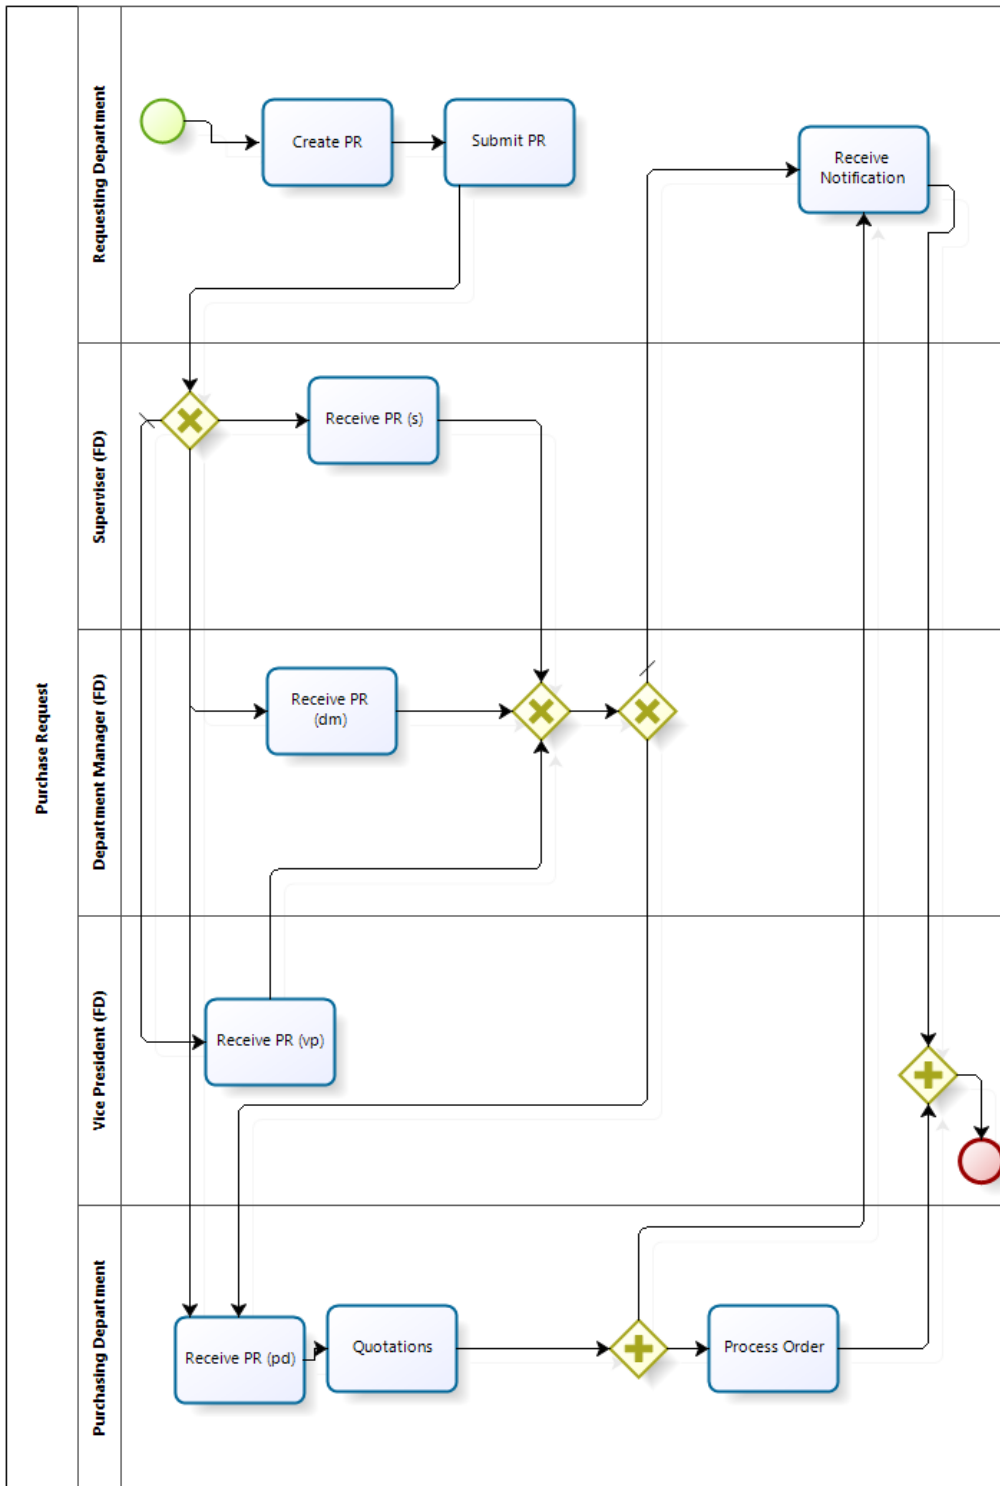 Purchase Request
Requesting Department
Create PR
Submit PR
Receive
Notification
Superviser (FD)
Receive PR (s)
Department Manager (FD)
Receive PR
(dm)
Vice President (FD)
Receive PR (vp)
Purchasing Department
Receive PR (pd)
Quotations
Process Order